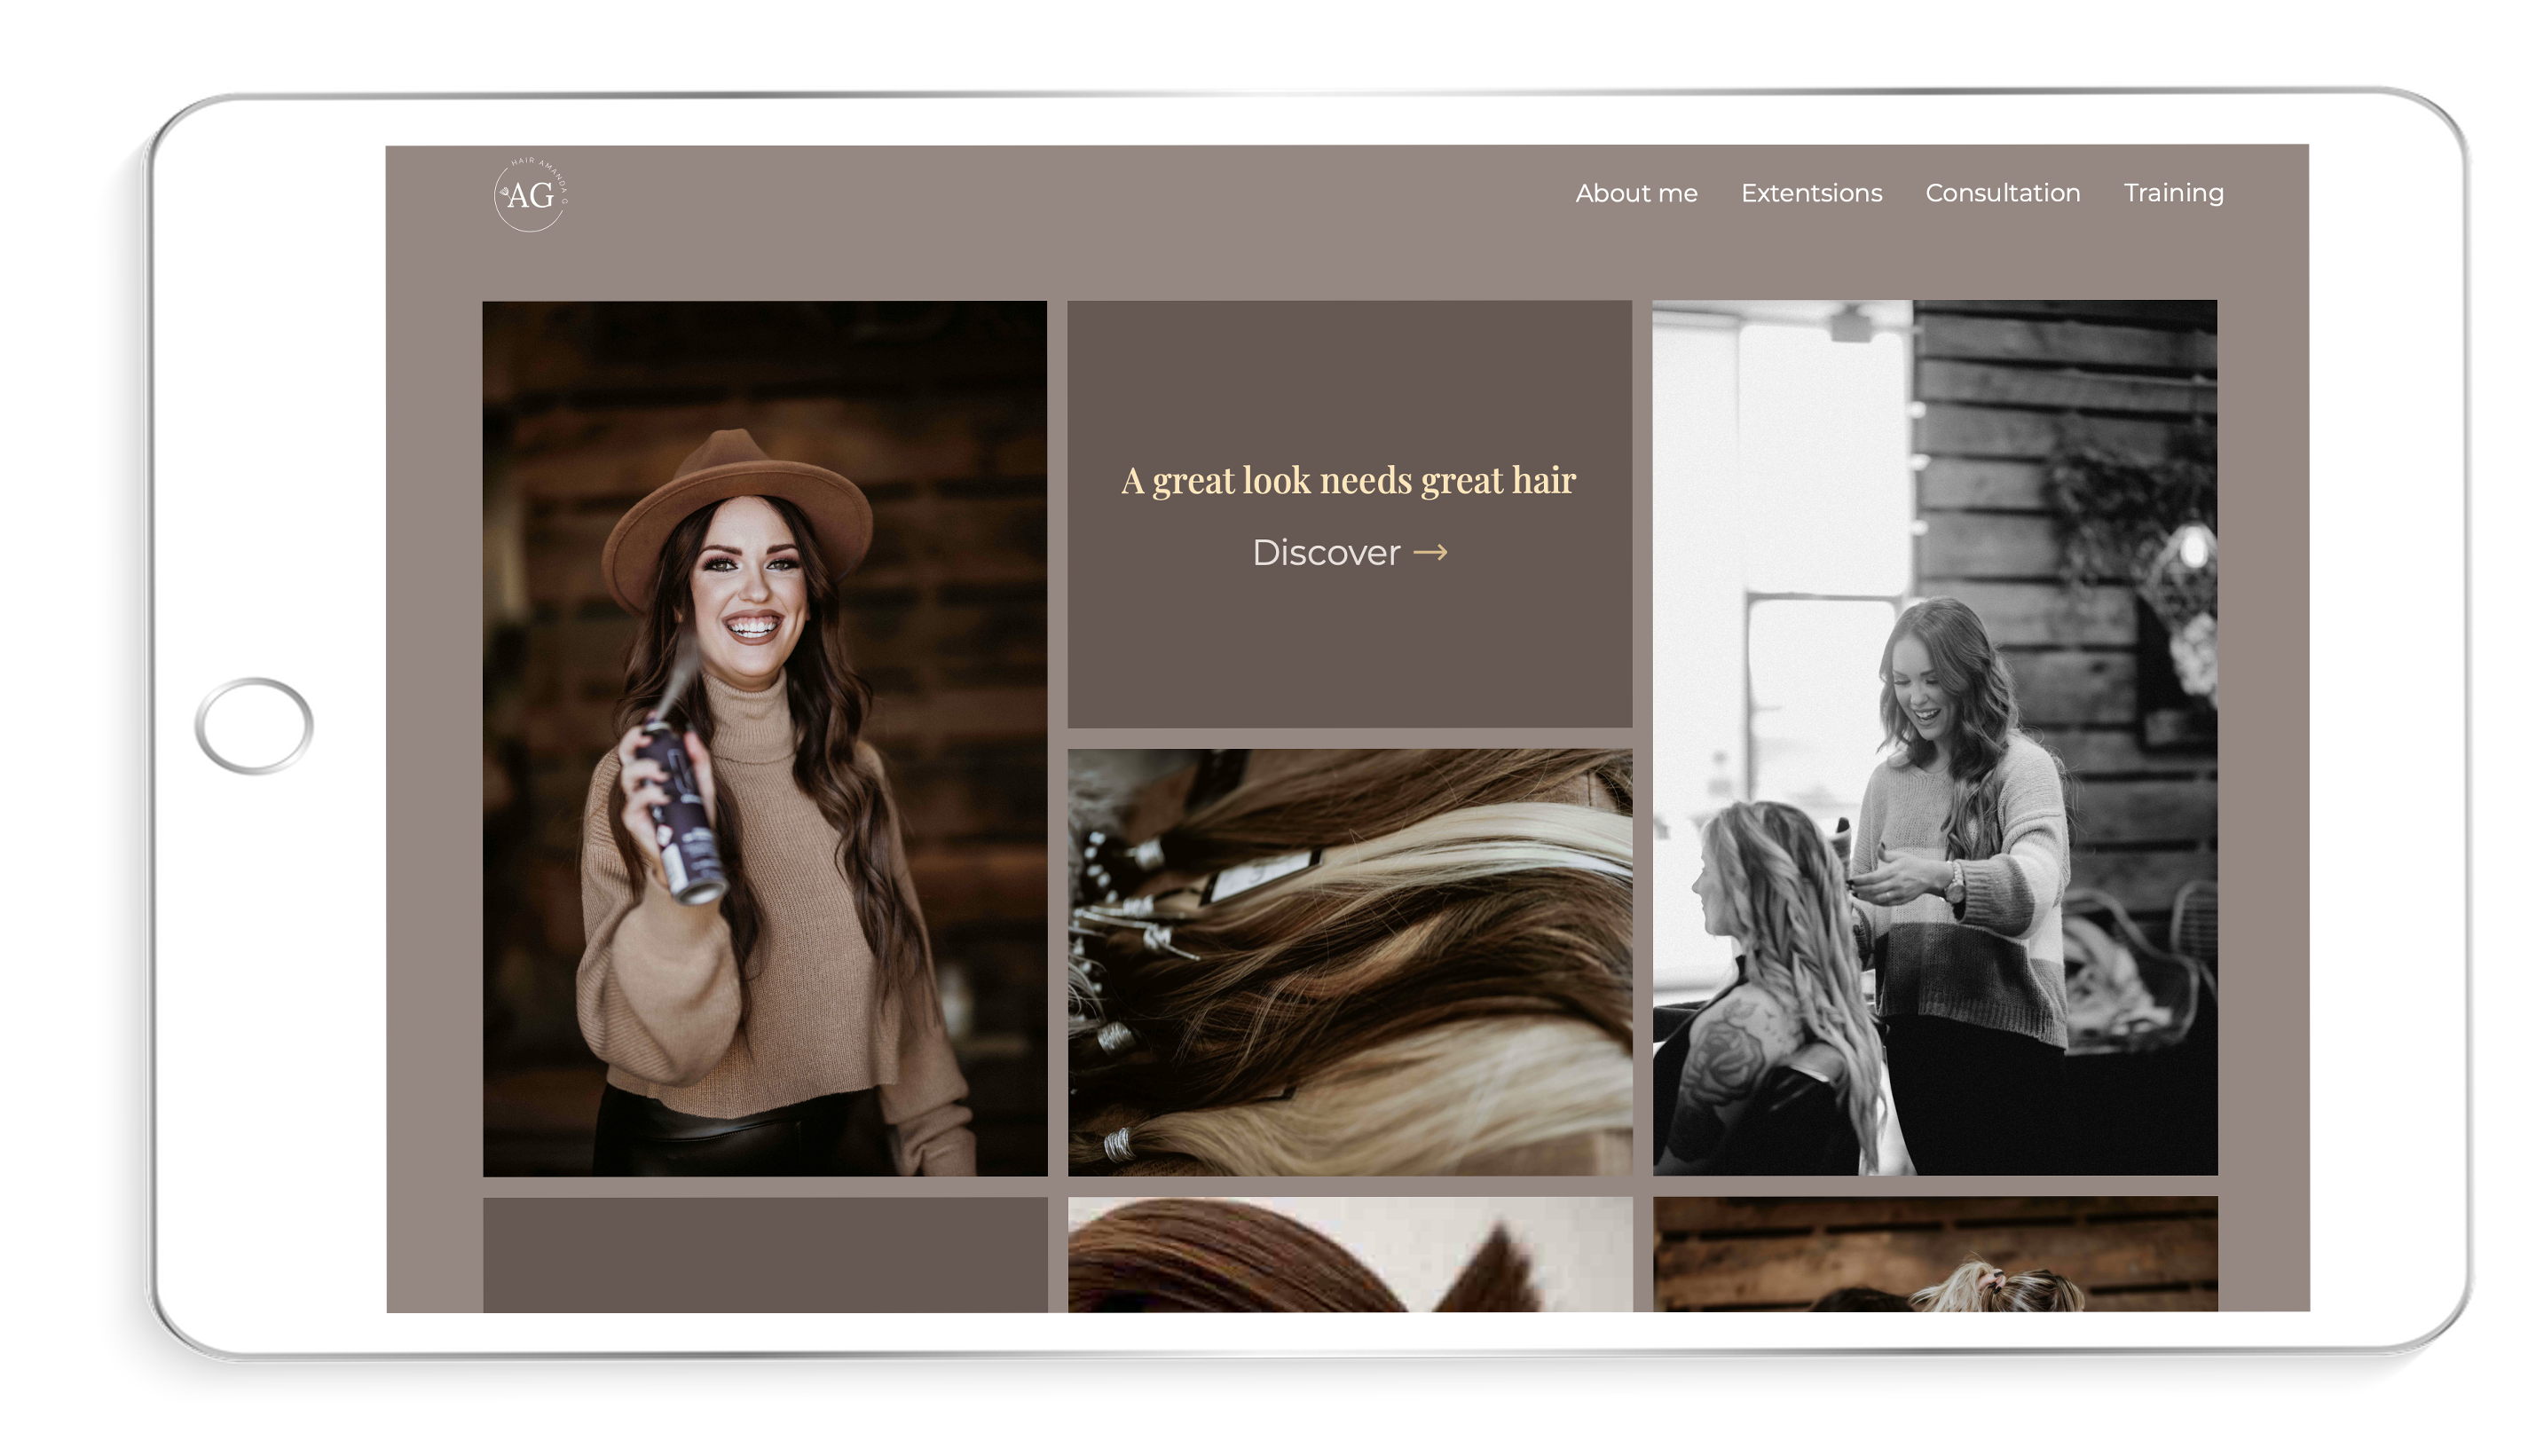 HAIR AMANDA G
AG
About me Extentsions Consultation Training
A great look needs great hair
Discover →